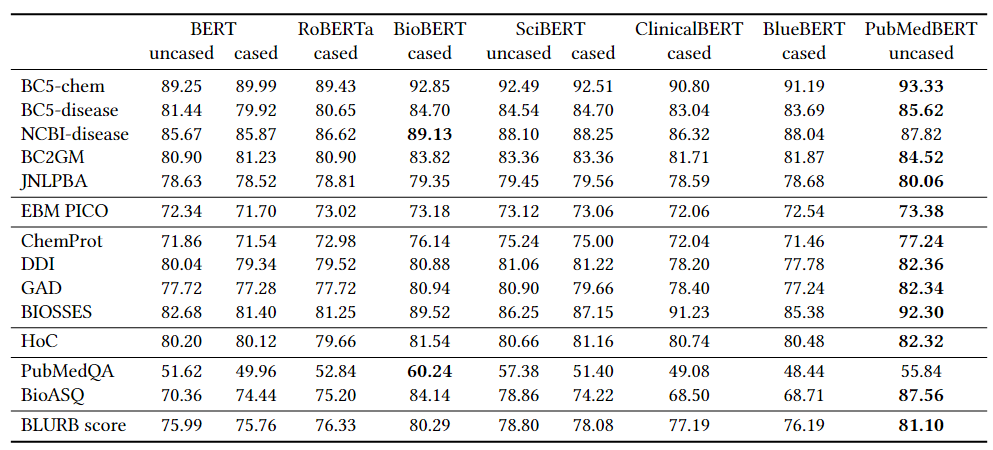 BERT RoBERTa BioBERT SciBERT ClinicalBERT BlueBERT PubMedBERT
uncased cased cased cased uncased cased cased cased uncased
BC5-chem 89.25 89.99 89.43 92.85 92.49 92.51 90.80 91.19 93.33
BC5-disease 81.44 79.92 80.65 84.70 84.54 84.70 83.04 83.69 85.62
NCBI-disease 85.67 85.87 86.62 89.13 88.10 88.25 86.32 88.04 87.82
BC2GM 80.90 81.23 80.90 83.82 83.36 83.36 81.71 81.87 84.52
JNLPBA 78.63 78.52 78.81 79.35 79.45 79.56 78.59 78.68 80.06
EBM PICO 72.34 71.70 73.02 73.18 73.12 73.06 72.06 72.54 73.38
ChemProt 71.86 71.54 72.98 76.14 75.24 75.00 72.04 71.46 77.24
DDI 80.04 79.34 79.52 80.88 81.06 81.22 78.20 77.78 82.36
GAD 77.72 77.28 77.72 80.94 80.90 79.66 78.40 77.24 82.34
BIOSSES 82.68 81.40 81.25 89.52 86.25 87.15 91.23 85.38 92.30
HoC 80.20 80.12 79.66 81.54 80.66 81.16 80.74 80.48 82.32
PubMedQA 51.62 49.96 52.84 60.24 57.38 51.40 49.08 48.44 55.84
BioASQ 70.36 74.44 75.20 84.14 78.86 74.22 68.50 68.71 87.56
BLURB score 75.99 75.76 76.33 80.29 78.80 78.08 77.19 76.19 81.10